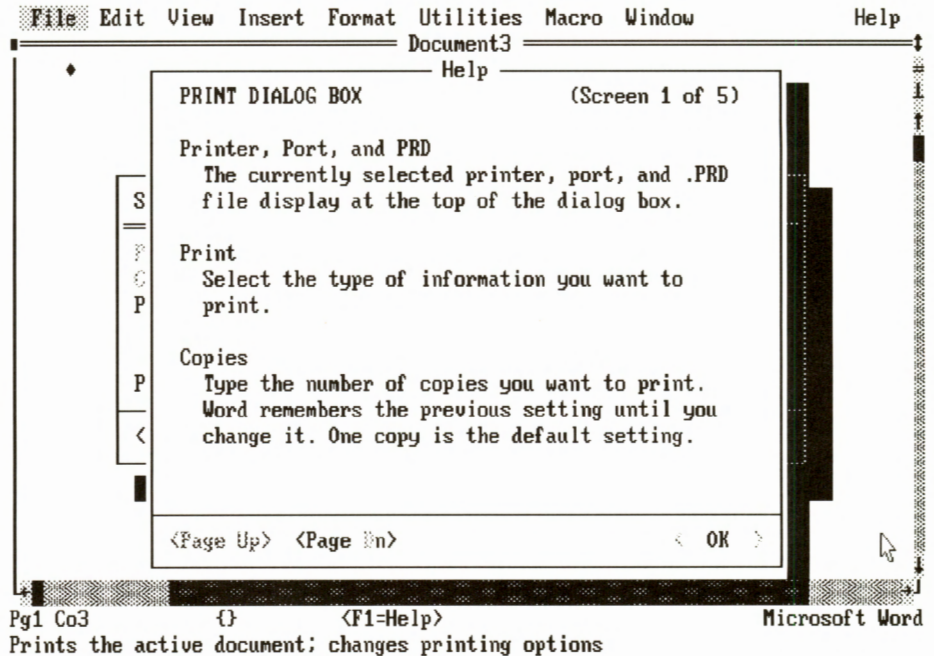 File Edit View Insert Format Utilities Macro Window Help
Document3
Help
PRINT DIALOG BOX (Screen 1 of 5)
Printer, Port, and PRD
The currently selected printer, port, and .PRD
S file display at the top of the dialog box.
P Print
C Select the type of information you want to
P print.
Copies
P Type the number of copies you want to print.
Word remembers the previous setting until you
< change it. One copy is the default setting.
<Page Up> <Page Dn> < OK >
Pg1 Co3 {} <F1=Help> Microsoft Word
Prints the active document; changes printing options